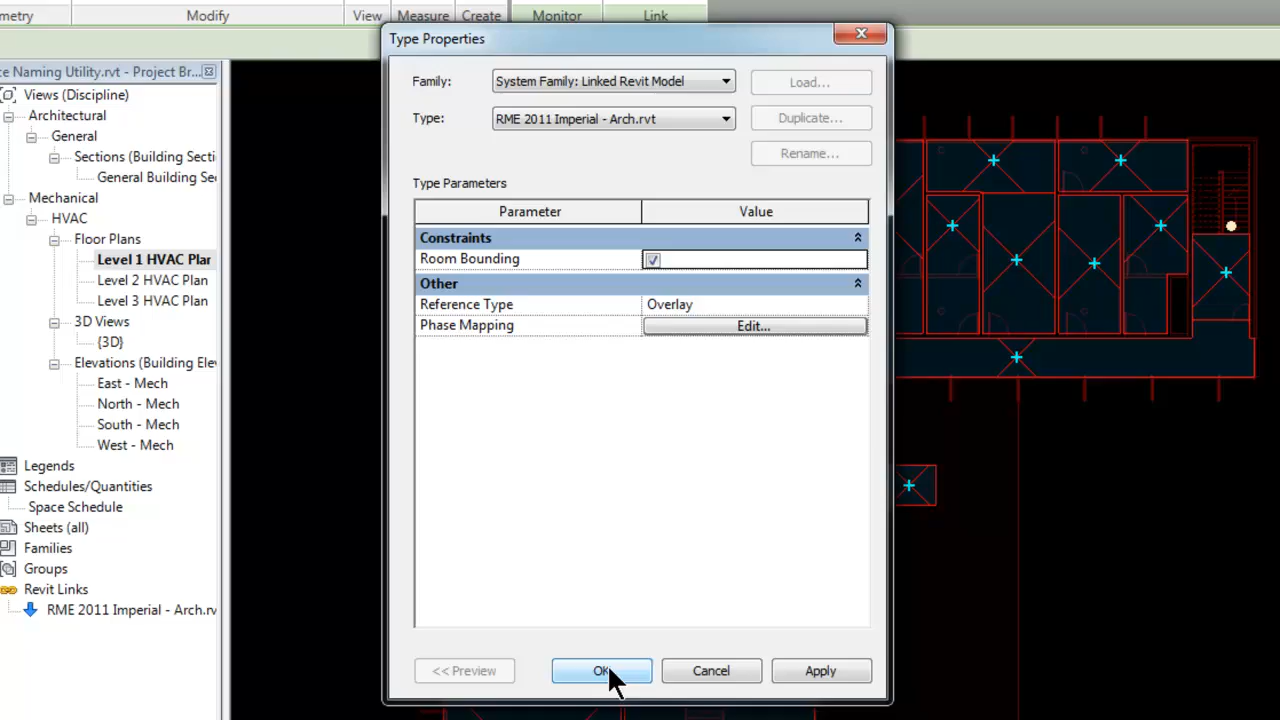 metry
Modify
View
Measure
Create
Monitor
Link
Type Properties
ce Naming Utility.rvt - Project Br...
Views (Discipline)
Architectural
General
Sections (Building Secti
General Building Se
Mechanical
HVAC
Floor Plans
Level 1 HVAC Plan
Level 2 HVAC Plan
Level 3 HVAC Plan
3D Views
{3D}
Elevations (Building Ele
East - Mech
North - Mech
South - Mech
West - Mech
Legends
Schedules/Quantities
Space Schedule
Sheets (all)
Families
Groups
Revit Links
RME 2011 Imperial - Arch.rv
Family:
System Family: Linked Revit Model
Load...
Type:
RME 2011 Imperial - Arch.rvt
Duplicate...
Rename...
Type Parameters
Parameter
Value
Constraints
Room Bounding
Other
Reference Type
Overlay
Phase Mapping
Edit...
<< Preview
OK
Cancel
Apply